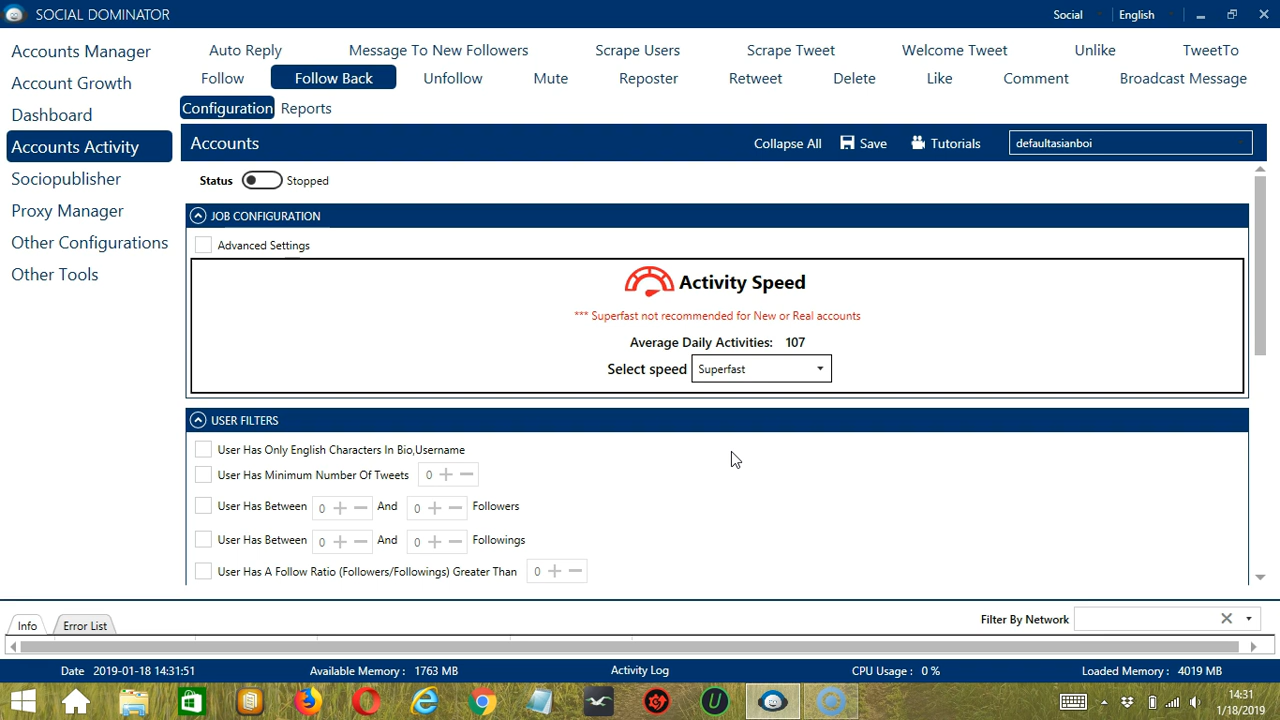 SOCIAL DOMINATOR
Social
English
Accounts Manager
Account Growth
Dashboard
Accounts Activity
Sociopublisher
Proxy Manager
Other Configurations
Other Tools
Auto Reply Message To New Followers Scrape Users Scrape Tweet Welcome Tweet Unlike TweetTo
Follow Follow Back Unfollow Mute Reposter Retweet Delete Like Comment Broadcast Message
Configuration Reports
Accounts Collapse All Save Tutorials defaultasianboi
Status Stopped
JOB CONFIGURATION
Advanced Settings
Activity Speed
*** Superfast not recommended for New or Real accounts
Average Daily Activities: 107
Select speed Superfast
USER FILTERS
User Has Only English Characters In Bio,Username
User Has Minimum Number Of Tweets 0
User Has Between 0 And 0 Followers
User Has Between 0 And 0 Followings
User Has A Follow Ratio (Followers/Followings) Greater Than 0
Info Error List Filter By Network
Date 2019-01-18 14:31:51 Available Memory : 1763 MB Activity Log CPU Usage : 0 % Loaded Memory : 4019 MB
14:31
1/18/2019